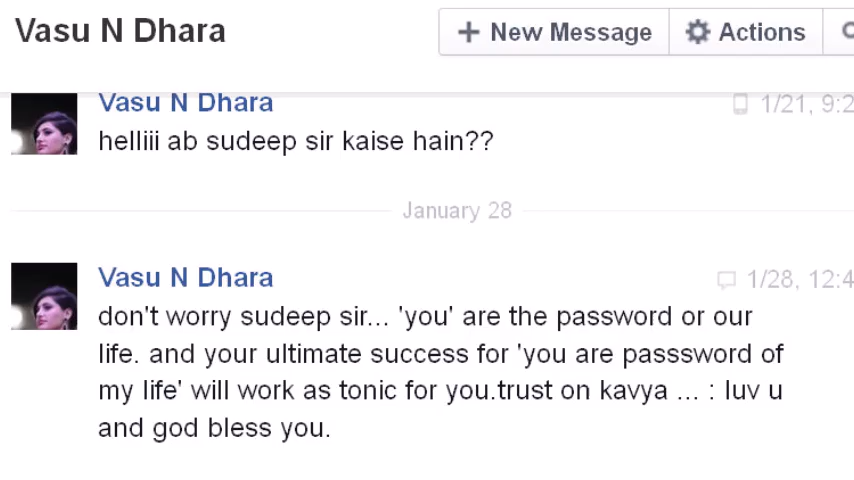 Vasu N Dhara
+ New Message
Actions
Vasu N Dhara
1/21, 9:2
helliii ab sudeep sir kaise hain??
January 28
Vasu N Dhara
1/28, 12:4
don't worry sudeep sir... 'you' are the password or our
life. and your ultimate success for 'you are passsword of
my life' will work as tonic for you.trust on kavya ... : luv u
and god bless you.